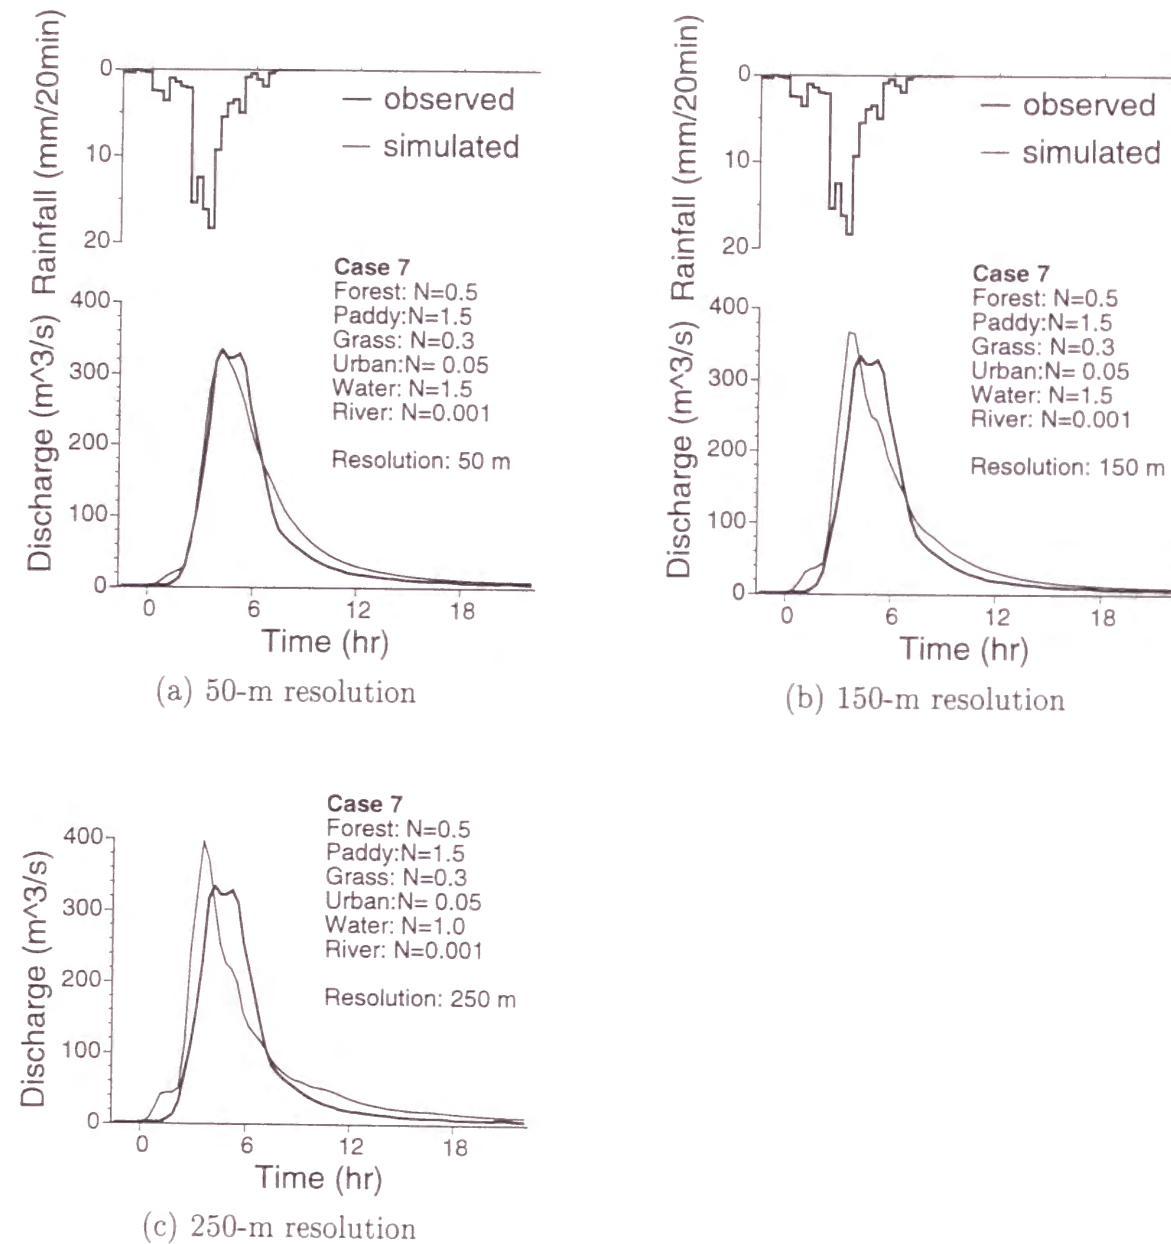 Rainfall (mm/20min)
0
10
20
observed
simulated
Discharge (m^3/s)
400
300
200
100
0
Case 7
Forest: N=0.5
Paddy:N=1.5
Grass: N=0.3
Urban:N= 0.05
Water: N=1.5
River: N=0.001
Resolution: 50 m
0 6 12 18
Time (hr)
(a) 50-m resolution
Rainfall (mm/20min)
0
10
20
observed
simulated
Discharge (m^3/s)
400
300
200
100
0
Case 7
Forest: N=0.5
Paddy:N=1.5
Grass: N=0.3
Urban:N= 0.05
Water: N=1.5
River: N=0.001
Resolution: 150 m
0 6 12 18
Time (hr)
(b) 150-m resolution
Discharge (m^3/s)
400
300
200
100
0
Case 7
Forest: N=0.5
Paddy:N=1.5
Grass: N=0.3
Urban:N= 0.05
Water: N=1.0
River: N=0.001
Resolution: 250 m
0 6 12 18
Time (hr)
(c) 250-m resolution